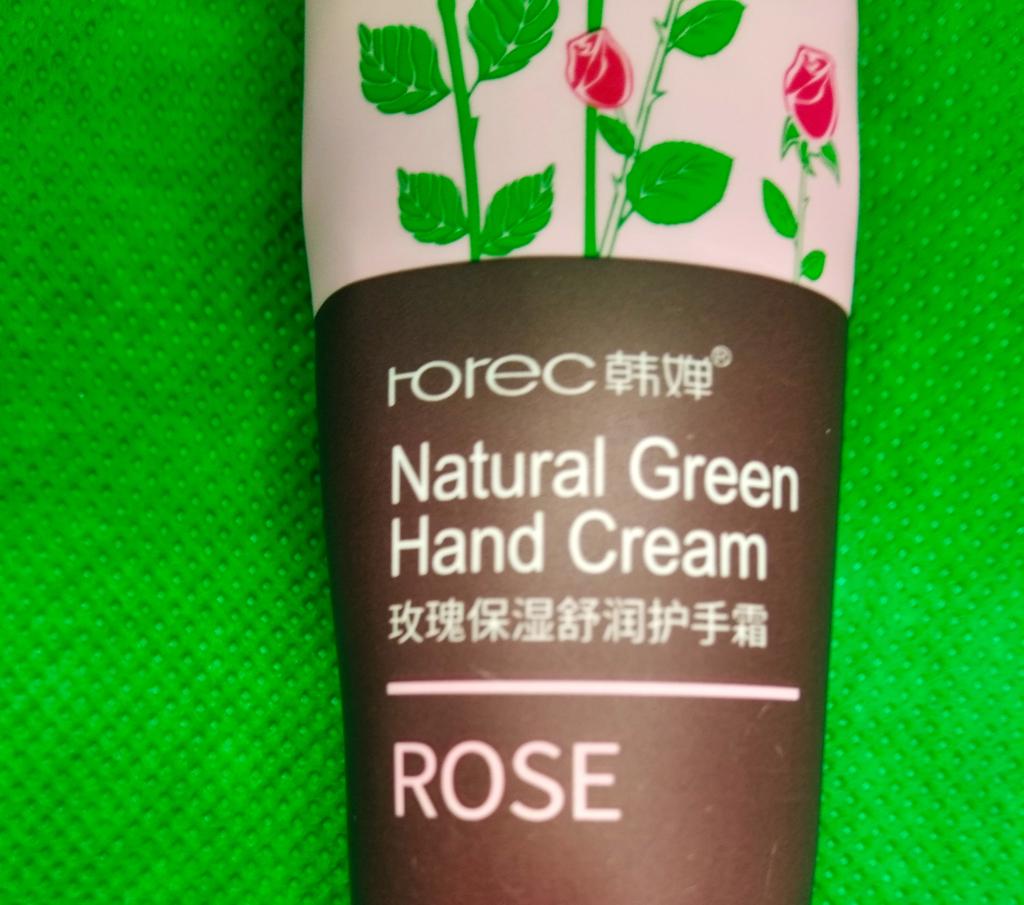 rorec 韩婵®
Natural Green
Hand Cream
玫瑰保湿舒润护手霜
ROSE